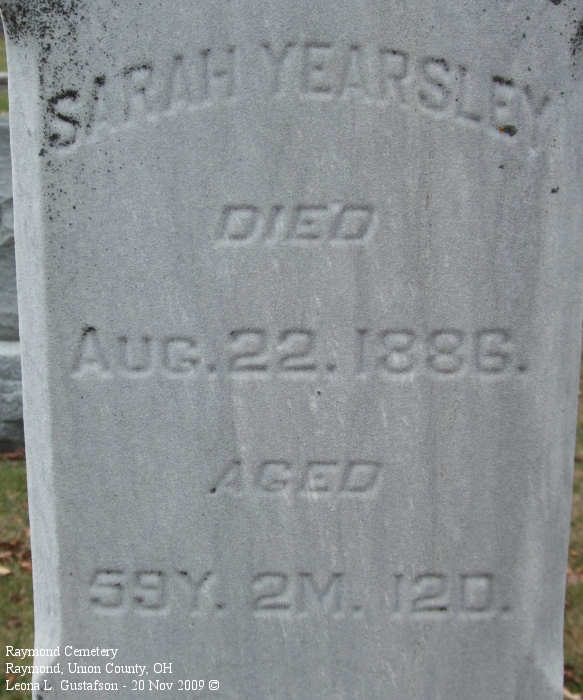 SARAH YEARSLEY
DIED
AUG. 22. 1886.
AGED
59Y. 2M. 12D.
Raymond Cemetery
Raymond, Union County, OH
Leona L. Gustafson - 20 Nov 2009 ©